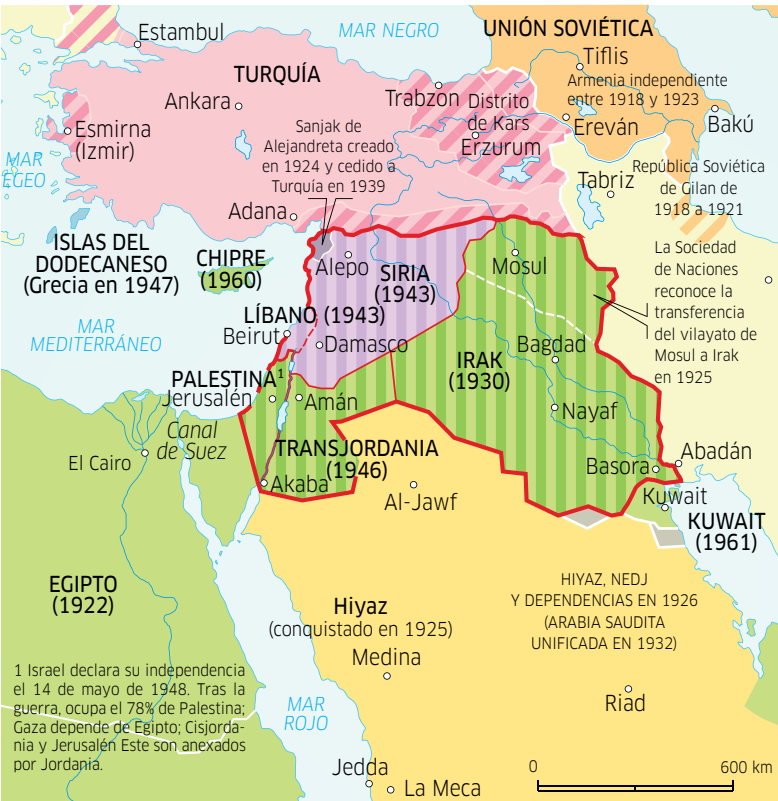 Estambul
MAR NEGRO
UNIÓN SOVIÉTICA
Tiflis
Armenia independiente
entre 1918 y 1923
TURQUÍA
Ankara
Trabzon
Distrito
de Kars
Erzurum
Ereván
Bakú
Esmirna
(Izmir)
MAR
EGEO
Sanjak de
Alejandreta creado
en 1924 y cedido a
Turquía en 1939
Tabriz
República Soviética
de Gilan de
1918 a 1921
Adana
ISLAS DEL
DODECANESO
(Grecia en 1947)
CHIPRE
(1960)
Alepo
SIRIA
(1943)
Mosul
La Sociedad
de Naciones
reconoce la
transferencia
del vilayato de
Mosul a Irak
en 1925
LÍBANO (1943)
Beirut
Damasco
MAR
MEDITERRÁNEO
IRAK
(1930)
Bagdad
PALESTINA1
Jerusalén
Amán
Nayaf
Canal
de Suez
El Cairo
TRANSJORDANIA
(1946)
Akaba
Al-Jawf
Basora
Abadán
Kuwait
KUWAIT
(1961)
EGIPTO
(1922)
Hiyaz
(conquistado en 1925)
Medina
HIYAZ, NEDJ
Y DEPENDENCIAS EN 1926
(ARABIA SAUDITA
UNIFICADA EN 1932)
1 Israel declara su independencia
el 14 de mayo de 1948. Tras la
guerra, ocupa el 78% de Palestina;
Gaza depende de Egipto; Cisjorda-
nia y Jerusalén Este son anexados
por Jordania.
MAR
ROJO
Riad
Jedda
La Meca
0 600 km